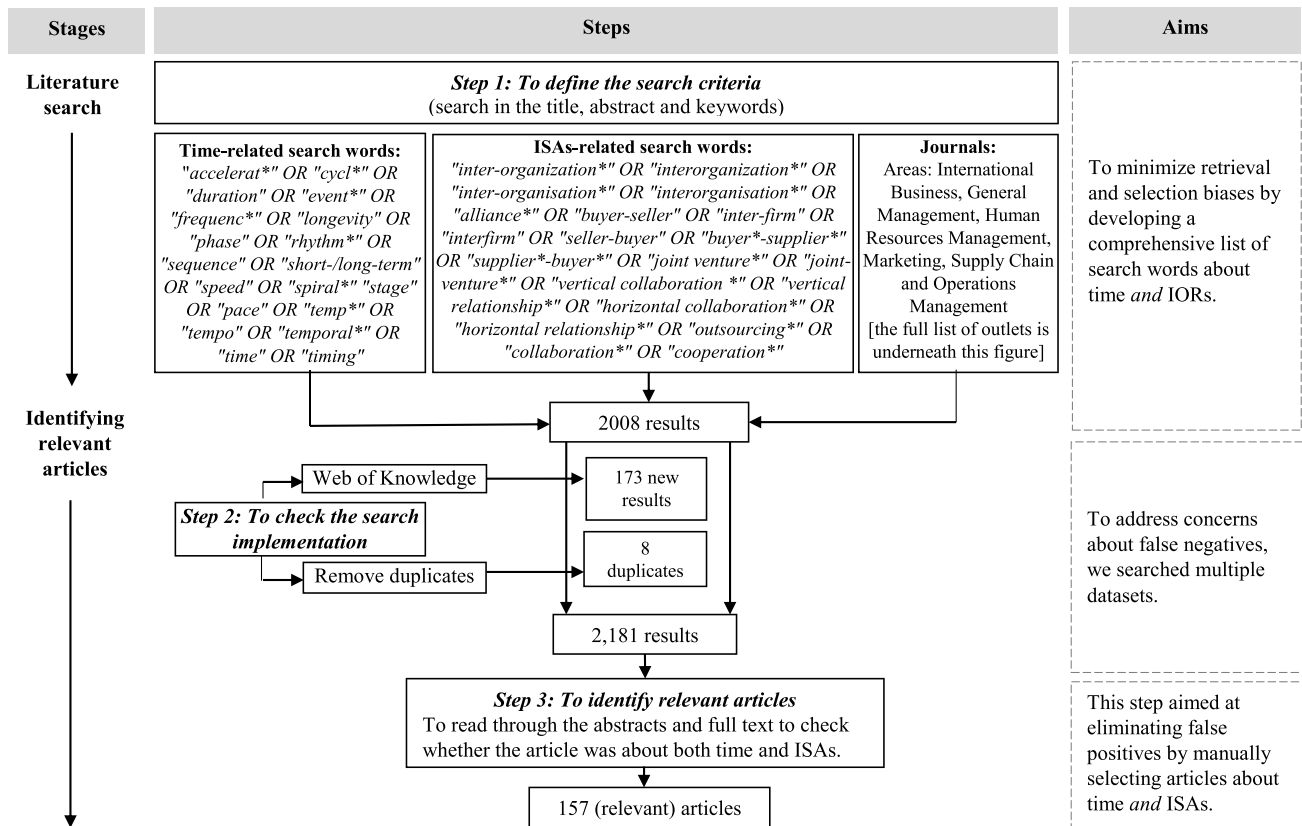 Stages
Steps
Aims
Literature
search
Step 1: To define the search criteria
(search in the title, abstract and keywords)
Time-related search words:
"accelerat*" OR "cycl*" OR
"duration" OR "event*" OR
"frequenc*" OR "longevity" OR
"phase" OR "rhythm*" OR
"sequence" OR "short-/long-term"
OR "speed" OR "spiral*" "stage"
OR "pace" OR "temp*" OR
"tempo" OR "temporal*" OR
"time" OR "timing"
ISAs-related search words:
"inter-organization*" OR "interorganization*" OR
"inter-organisation*" OR "interorganisation*" OR
"alliance*" OR "buyer-seller" OR "inter-firm" OR
"interfirm" OR "seller-buyer" OR "buyer*-supplier*"
OR "supplier*-buyer*" OR "joint venture*" OR "joint-
venture*" OR "vertical collaboration *" OR "vertical
relationship*" OR "horizontal collaboration*" OR
"horizontal relationship*" OR "outsourcing*" OR
"collaboration*" OR "cooperation*"
Journals:
Areas: International
Business, General
Management, Human
Resources Management,
Marketing, Supply Chain
and Operations
Management
[the full list of outlets is
underneath this figure]
To minimize retrieval
and selection biases by
developing a
comprehensive list of
search words about
time and IORs.
Identifying
relevant
articles
2008 results
Web of Knowledge
173 new
results
Step 2: To check the search
implementation
Remove duplicates
8
duplicates
To address concerns
about false negatives,
we searched multiple
datasets.
2,181 results
Step 3: To identify relevant articles
To read through the abstracts and full text to check
whether the article was about both time and ISAs.
This step aimed at
eliminating false
positives by manually
selecting articles about
time and ISAs.
157 (relevant) articles